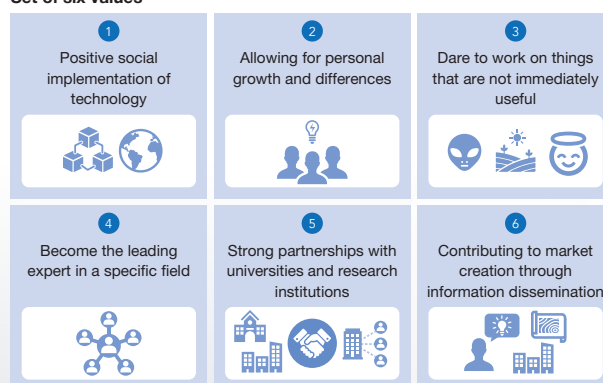 Set of six values
1
Positive social
implementation of
technology
2
Allowing for personal
growth and differences
3
Dare to work on things
that are not immediately
useful
4
Become the leading
expert in a specific field
5
Strong partnerships with
universities and research
institutions
6
Contributing to market
creation through
information dissemination